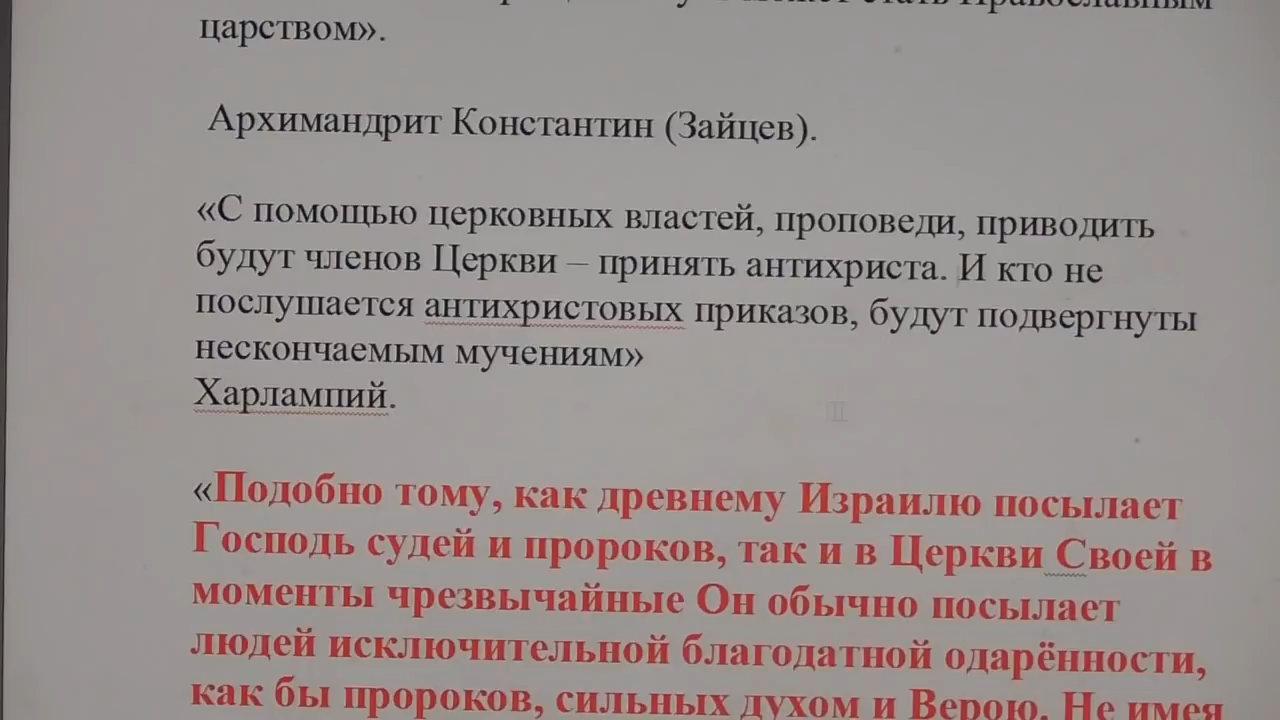 Православным
царством».
Архимандрит Константин (Зайцев).
«С помощью церковных властей, проповеди, приводить
будут членов Церкви – принять антихриста. И кто не
послушается антихристовых приказов, будут подвергнуты
нескончаемым мучениям»
Харлампий.
«Подобно тому, как древнему Израилю посылает
Господь судей и пророков, так и в Церкви Своей в
моменты чрезвычайные Он обычно посылает
людей исключительной благодатной одарённости,
как бы пророков, сильных духом и Верою. Не имея